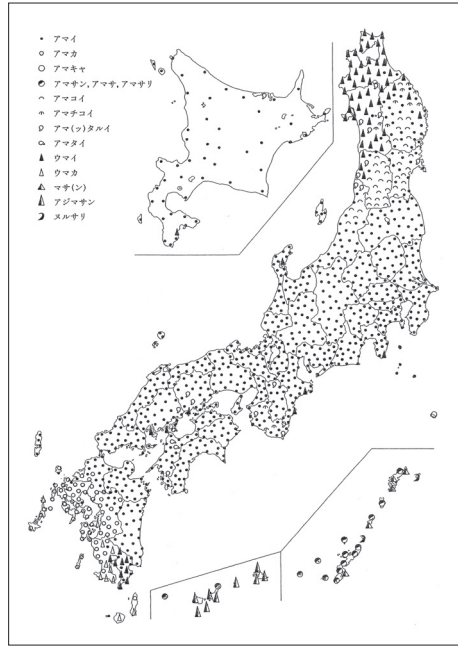 アマイ
アマカ
アマキャ
アマサン,アマサ,アマサリ
アマコイ
アマチコイ
アマ(ッ)タルイ
アマタイ
ウマイ
ウマカ
マサ(ン)
アジマサン
ヌルサリ